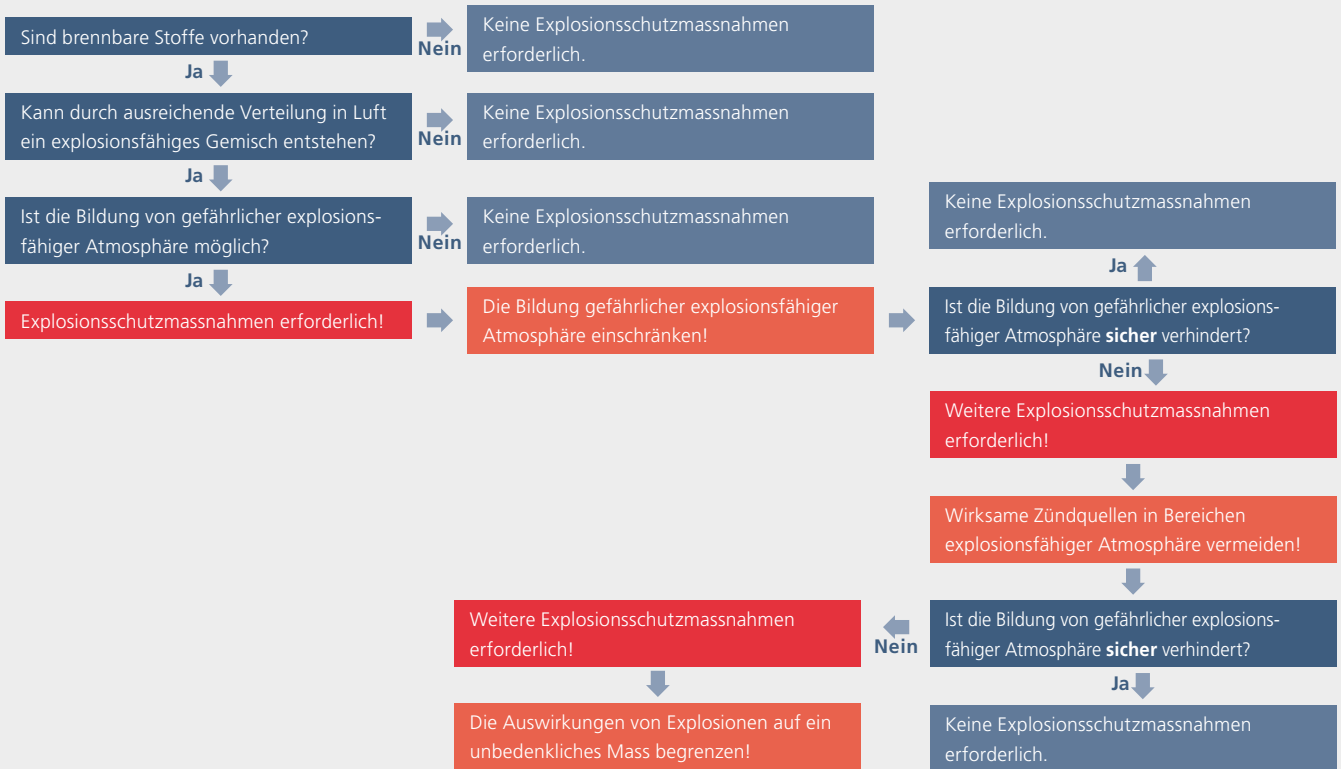 Sind brennbare Stoffe vorhanden?
Nein
Keine Explosionsschutzmassnahmen
erforderlich.
Ja
Kann durch ausreichende Verteilung in Luft
ein explosionsfähiges Gemisch entstehen?
Nein
Keine Explosionsschutzmassnahmen
erforderlich.
Ja
Ist die Bildung von gefährlicher explosions-
fähiger Atmosphäre möglich?
Nein
Keine Explosionsschutzmassnahmen
erforderlich.
Ja
Explosionsschutzmassnahmen erforderlich!
Die Bildung gefährlicher explosionsfähiger
Atmosphäre einschränken!
Ist die Bildung von gefährlicher explosions-
fähiger Atmosphäre sicher verhindert?
Ja
Keine Explosionsschutzmassnahmen
erforderlich.
Nein
Weitere Explosionsschutzmassnahmen
erforderlich!
Wirksame Zündquellen in Bereichen
explosionsfähiger Atmosphäre vermeiden!
Ist die Bildung von gefährlicher explosions-
fähiger Atmosphäre sicher verhindert?
Nein
Weitere Explosionsschutzmassnahmen
erforderlich!
Die Auswirkungen von Explosionen auf ein
unbedenkliches Mass begrenzen!
Ja
Keine Explosionsschutzmassnahmen
erforderlich.